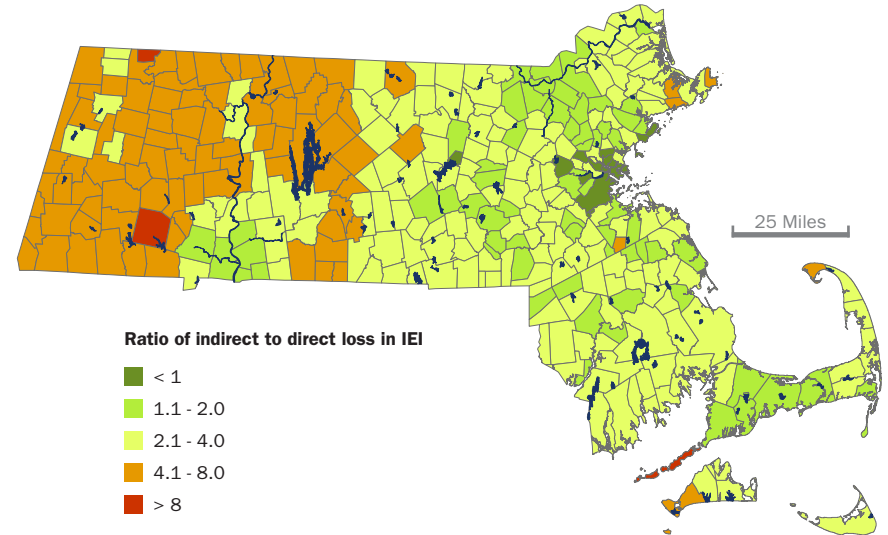 25 Miles
Ratio of indirect to direct loss in IEI
< 1
1.1 - 2.0
2.1 - 4.0
4.1 - 8.0
> 8